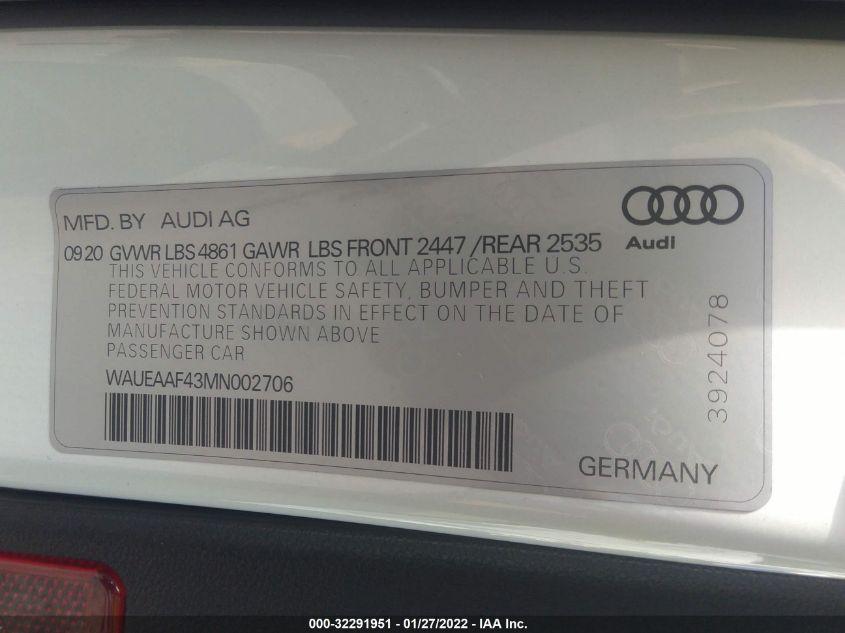 MFD. BY AUDI AG
Audi
0920 GVWR LBS 4861 GAWR LBS FRONT 2447 /REAR 2535
THIS VEHICLE CONFORMS TO ALL APPLICABLE U.S.
FEDERAL MOTOR VEHICLE SAFETY, BUMPER AND THEFT
PREVENTION STANDARDS IN EFFECT ON THE DATE OF
MANUFACTURE SHOWN ABOVE
PASSENGER CAR
WAUEAAF43MN002706
3924078
GERMANY
000-32291951 - 01/27/2022 - IAA Inc.